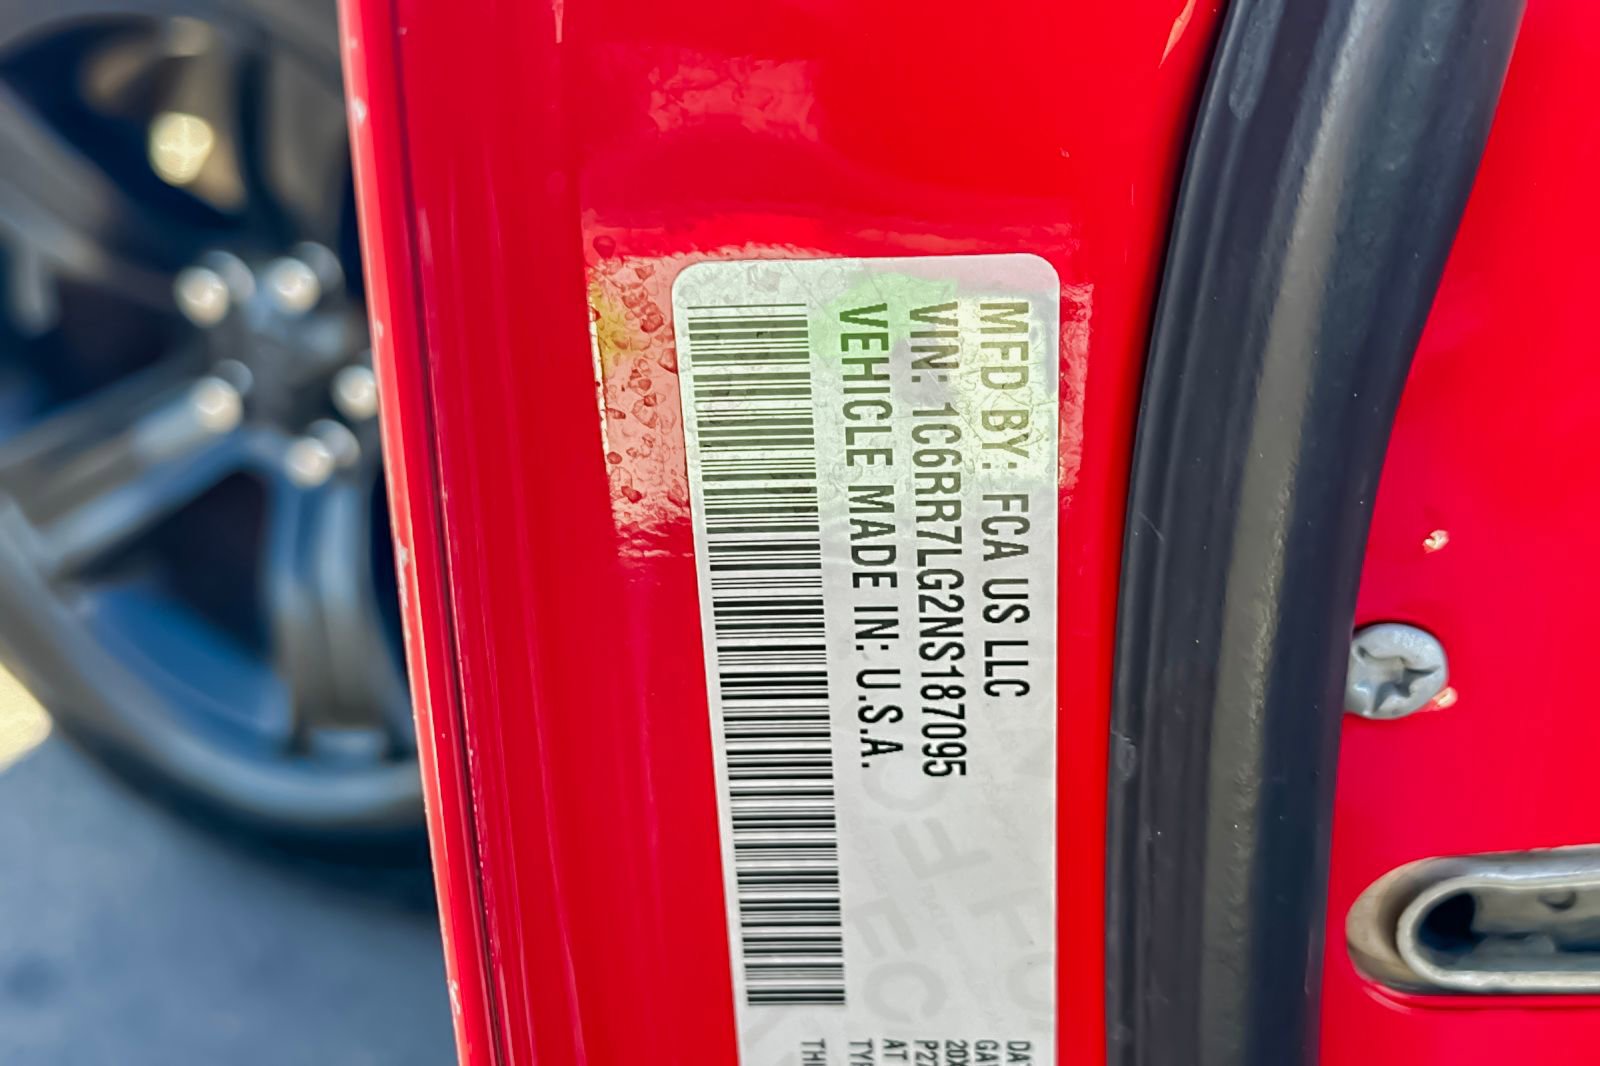 MFD BY: FCA US LLC
VIN: 1C6RR7LG2NS187095
VEHICLE MADE IN: U.S.A.